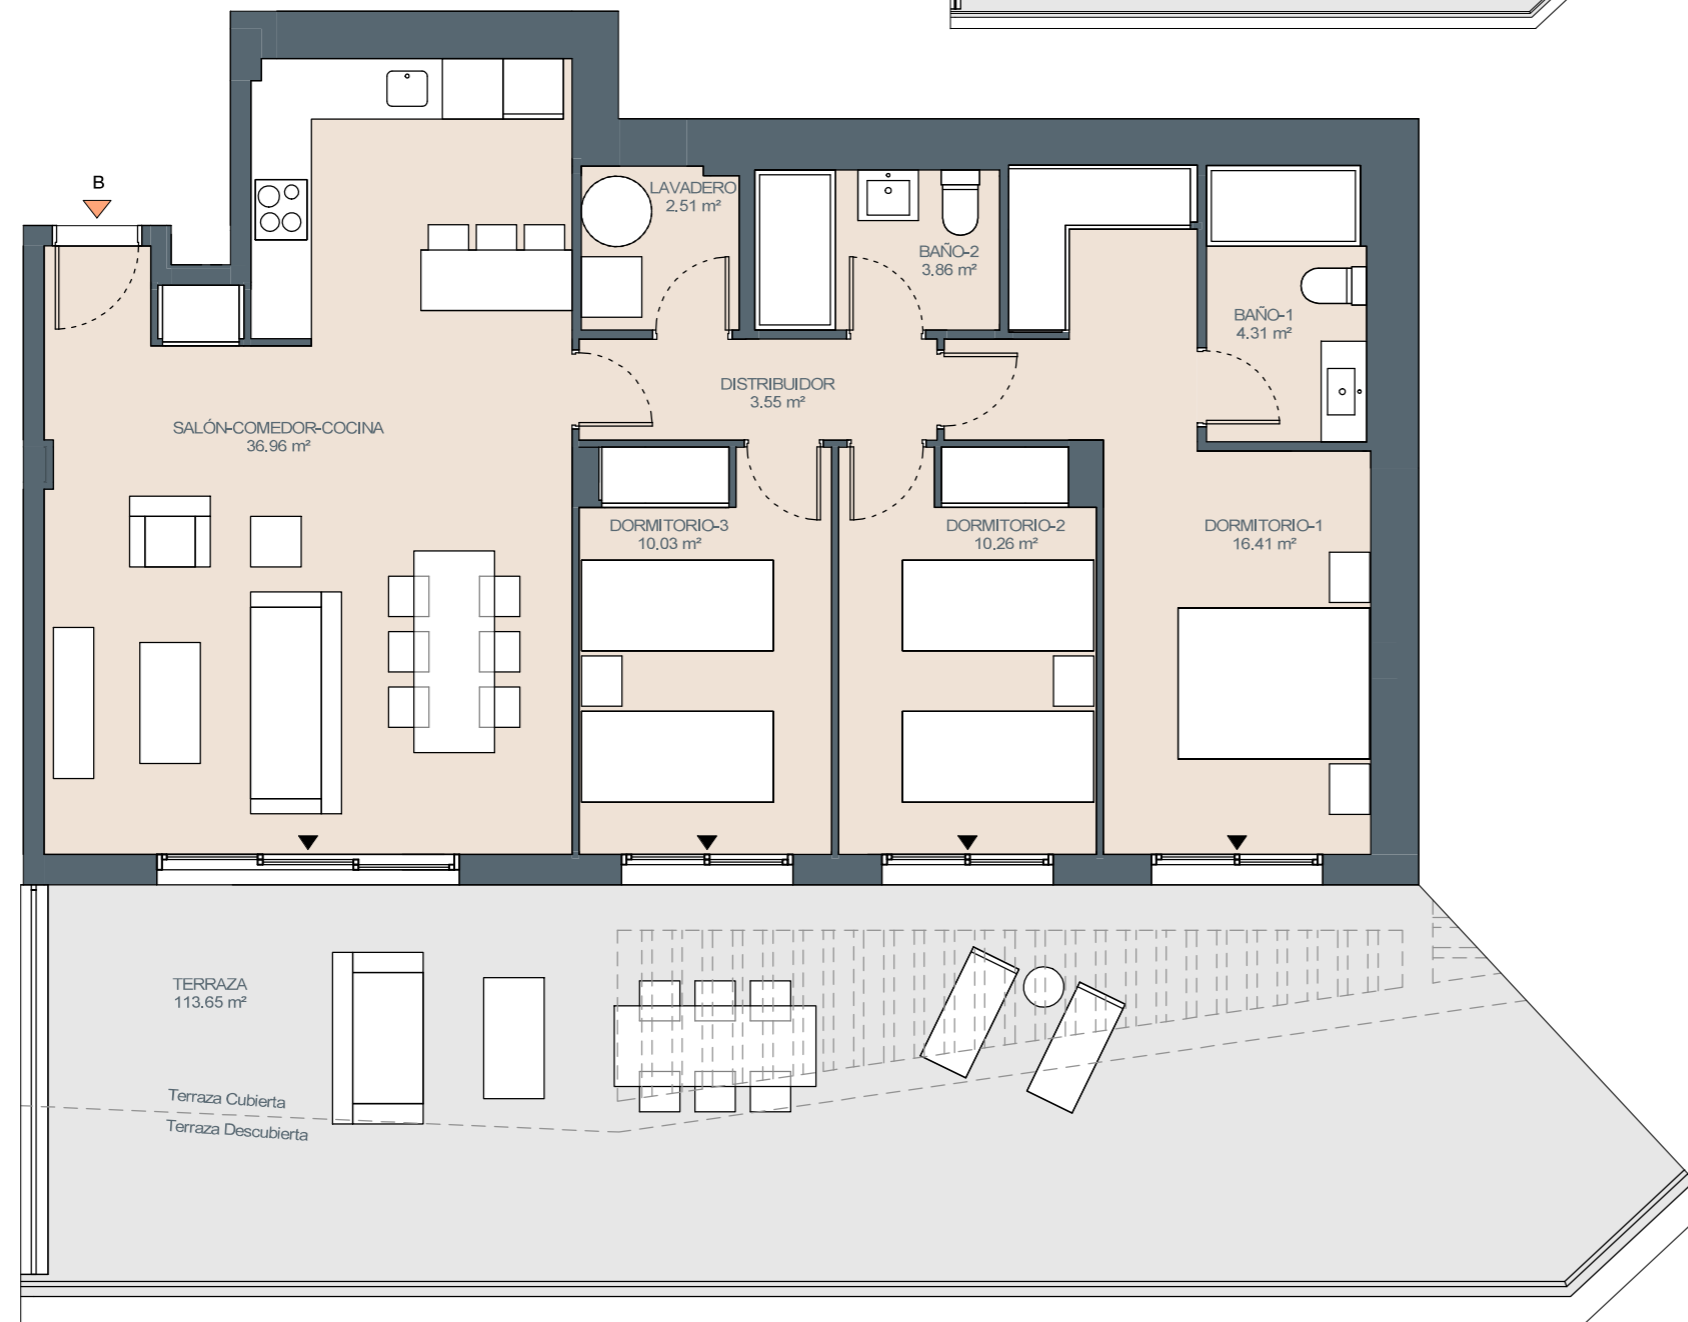 B
LAVADERO
2.51 m²
BAÑO-2
3.86 m²
BAÑO-1
4.31 m²
DISTRIBUIDOR
3.55 m²
SALÓN-COMEDOR-COCINA
36.96 m²
DORMITORIO-3
10.03 m²
DORMITORIO-2
10.26 m²
DORMITORIO-1
16.41 m²
TERRAZA
113.65 m²
Terraza Cubierta
Terraza Descubierta